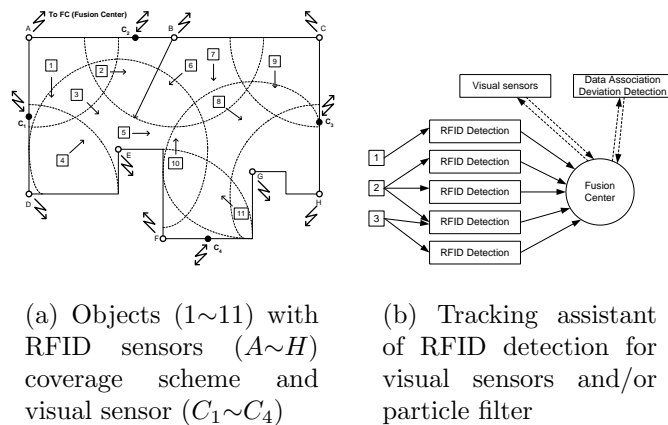 To FC (Fusion Center)
A
C2
B
C
1
2
3
4
5
6
7
8
9
10
11
C1
C3
D
E
F
G
H
C4
Visual sensors
Data Association
Deviation Detection
RFID Detection
RFID Detection
RFID Detection
RFID Detection
RFID Detection
1
2
3
Fusion
Center
(a) Objects (1∼11) with
RFID sensors (A∼H)
coverage scheme and
visual sensor (C1∼C4)
(b) Tracking assistant
of RFID detection for
visual sensors and/or
particle filter